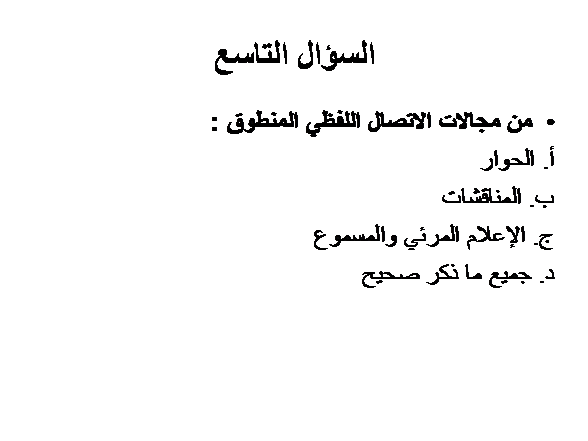 السؤال التاسع
• من مجالات الاتصال اللفظي المنطوق :
أ. الحوار
ب. المناقشات
ج. الإعلام المرئي والمسموع
د. جميع ما ذكر صحيح